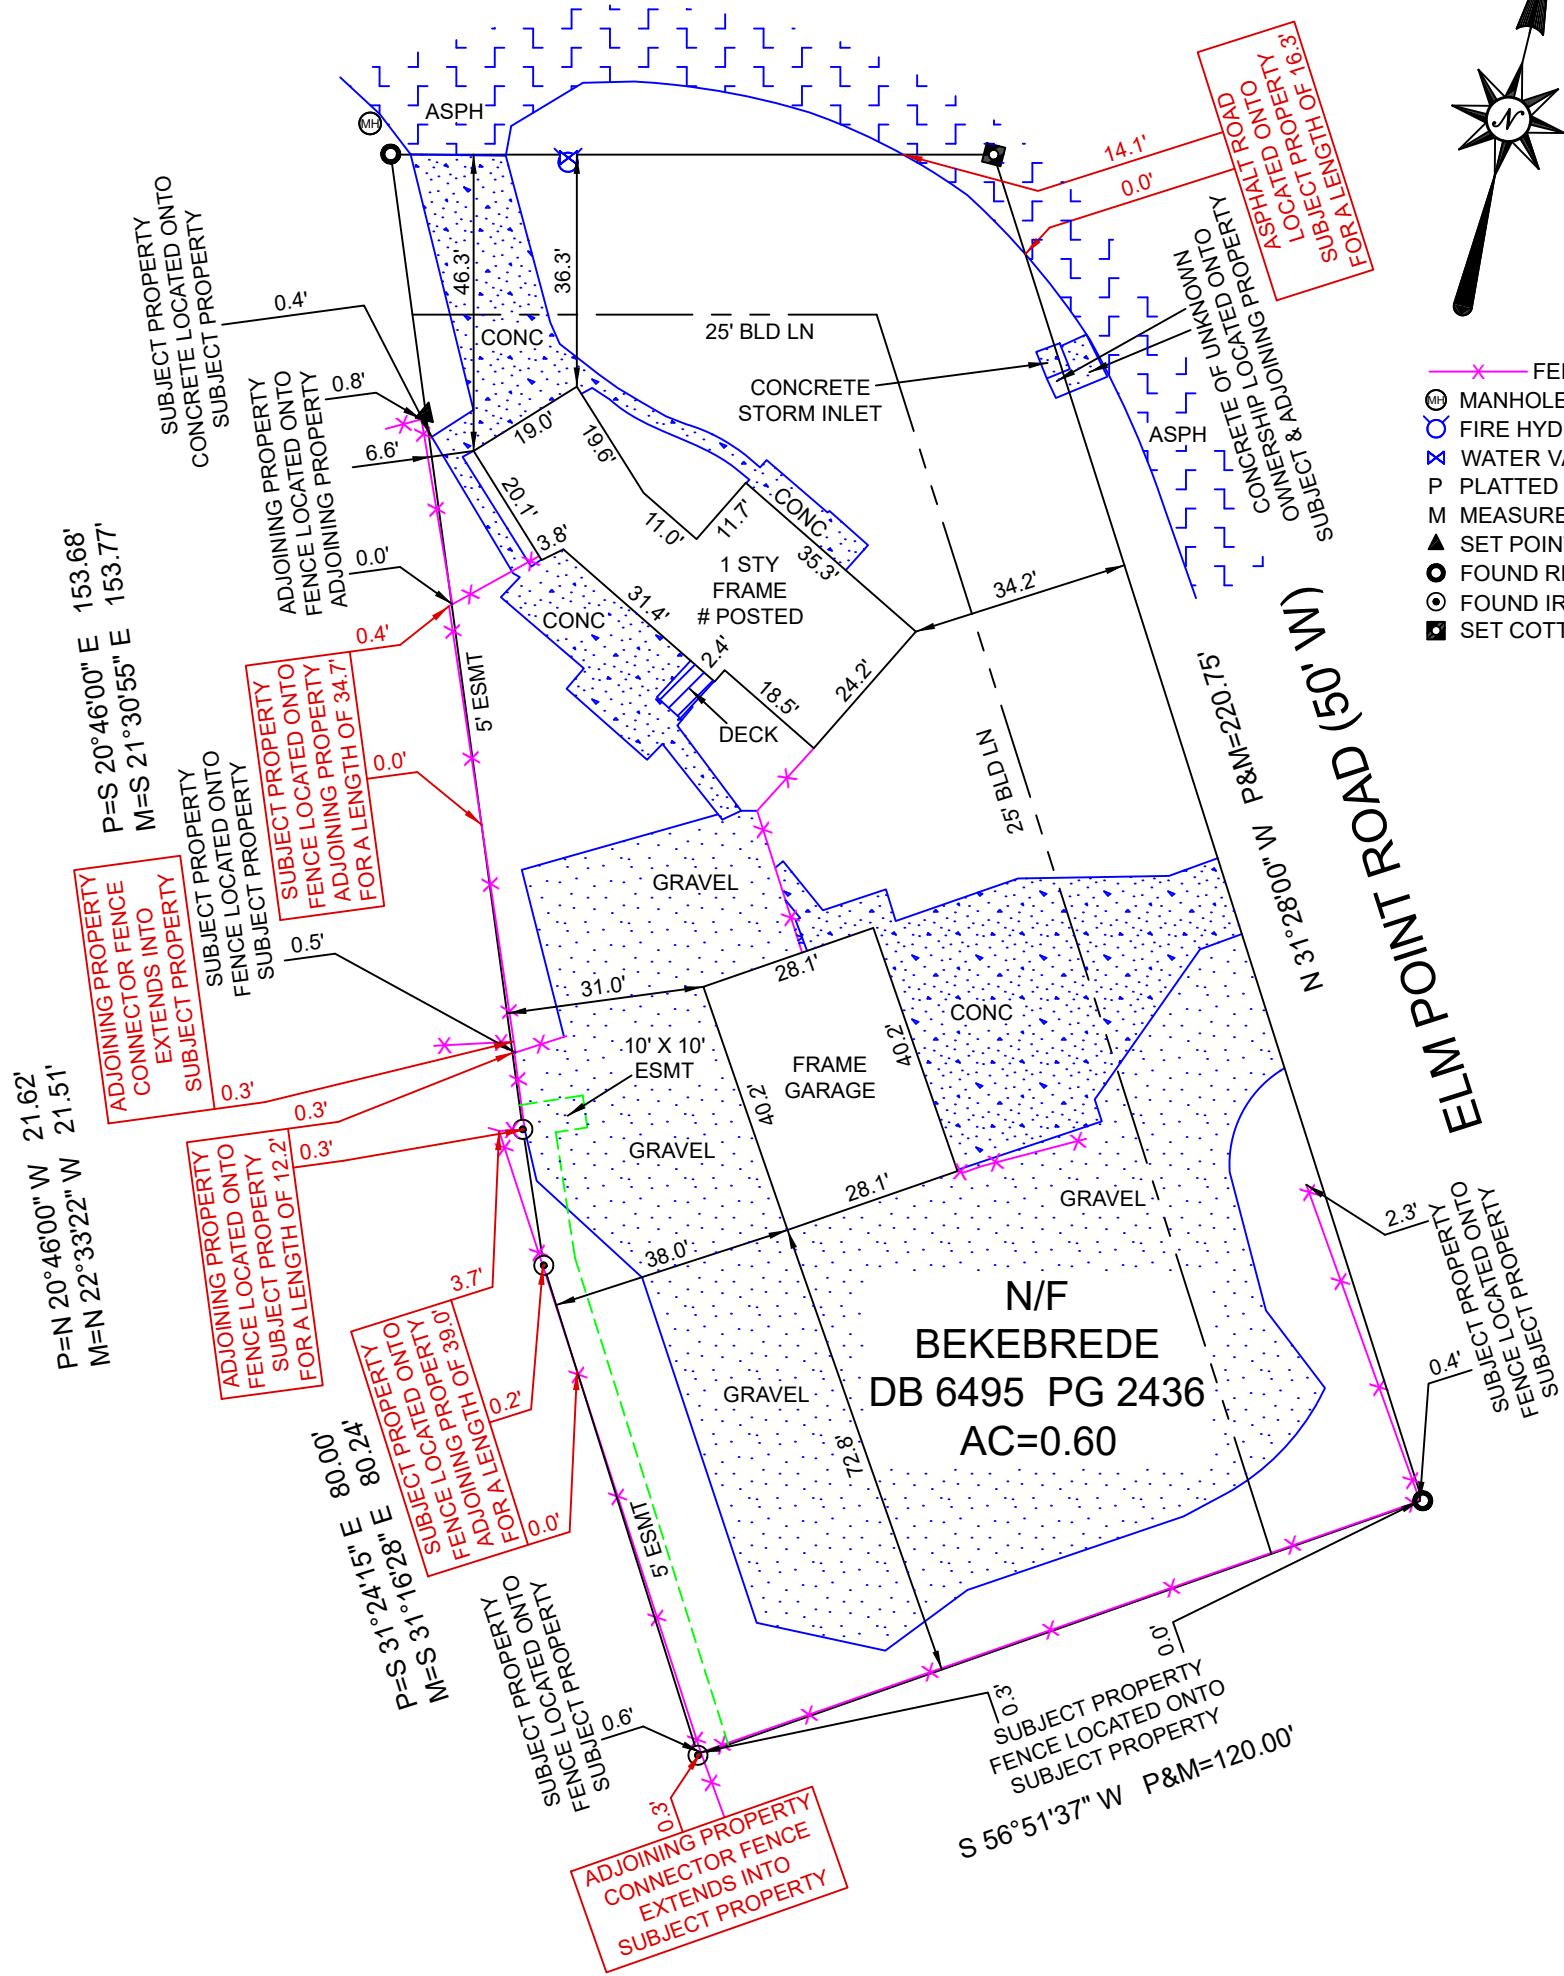 ASPH
MH
SUBJECT PROPERTY
CONCRETE LOCATED ONTO
SUBJECT PROPERTY
0.4'
46.3'
36.3'
14.1'
0.0'
ASPHALT ROAD
LOCATED ONTO
SUBJECT PROPERTY
FOR A LENGTH OF 16.3'
N
CONC
25' BLD LN
CONCRETE
STORM INLET
CONCRETE OF UNKNOWN
OWNERSHIP LOCATED ONTO
SUBJECT & ADJOINING PROPERTY
ASPH
MH MANHOLE
FIRE
WATER
P PLATTED
M
SET
FOUND
FOUND
SET
ADJOINING PROPERTY
FENCE LOCATED ONTO
ADJOINING PROPERTY
0.8'
6.6'
0.0'
19.0'
19.6'
20.1'
3.8'
11.0'
11.7'
CONC
35.3'
1 STY
FRAME
# POSTED
34.2'
31.4'
CONC
2.4'
18.5'
24.2'
DECK
P=S 20°46'00" E 153.68'
M=S 21°30'55" E 153.77'
5' ESMT
0.4'
SUBJECT PROPERTY
FENCE LOCATED ONTO
ADJOINING PROPERTY
FOR A LENGTH OF 34.7'
0.0'
25' BLD LN
N 31°28'00" W P&M=220.75'
ELM POINT ROAD (50' W)
SUBJECT PROPERTY
FENCE LOCATED ONTO
SUBJECT PROPERTY
0.5'
GRAVEL
ADJOINING PROPERTY
CONNECTOR FENCE
EXTENDS INTO
SUBJECT PROPERTY
0.3'
31.0'
28.1'
CONC
40.2'
FRAME
GARAGE
40.2'
28.1'
10' X 10'
ESMT
GRAVEL
GRAVEL
P=N 20°46'00" W 21.62'
M=N 22°33'22" W 21.51'
0.3'
0.3'
ADJOINING PROPERTY
FENCE LOCATED ONTO
SUBJECT PROPERTY
FOR A LENGTH OF 12.2'
38.0'
3.7'
SUBJECT PROPERTY
FENCE LOCATED ONTO
ADJOINING PROPERTY
FOR A LENGTH OF 39.0'
0.2'
0.0'
N/F
BEKEBREDE
DB 6495 PG 2436
AC=0.60
GRAVEL
72.8'
2.3'
0.4'
SUBJECT PROPERTY
FENCE LOCATED ONTO
SUBJECT PROPERTY
P=S 31°24'15" E 80.00'
M=S 31°16'28" E 80.24'
5' ESMT
SUBJECT PROPERTY
FENCE LOCATED ONTO
SUBJECT PROPERTY
0.6'
0.3'
0.0'
SUBJECT PROPERTY
FENCE LOCATED ONTO
SUBJECT PROPERTY
S 56°51'37" W P&M=120.00'
0.3'
ADJOINING PROPERTY
CONNECTOR FENCE
EXTENDS INTO
SUBJECT PROPERTY